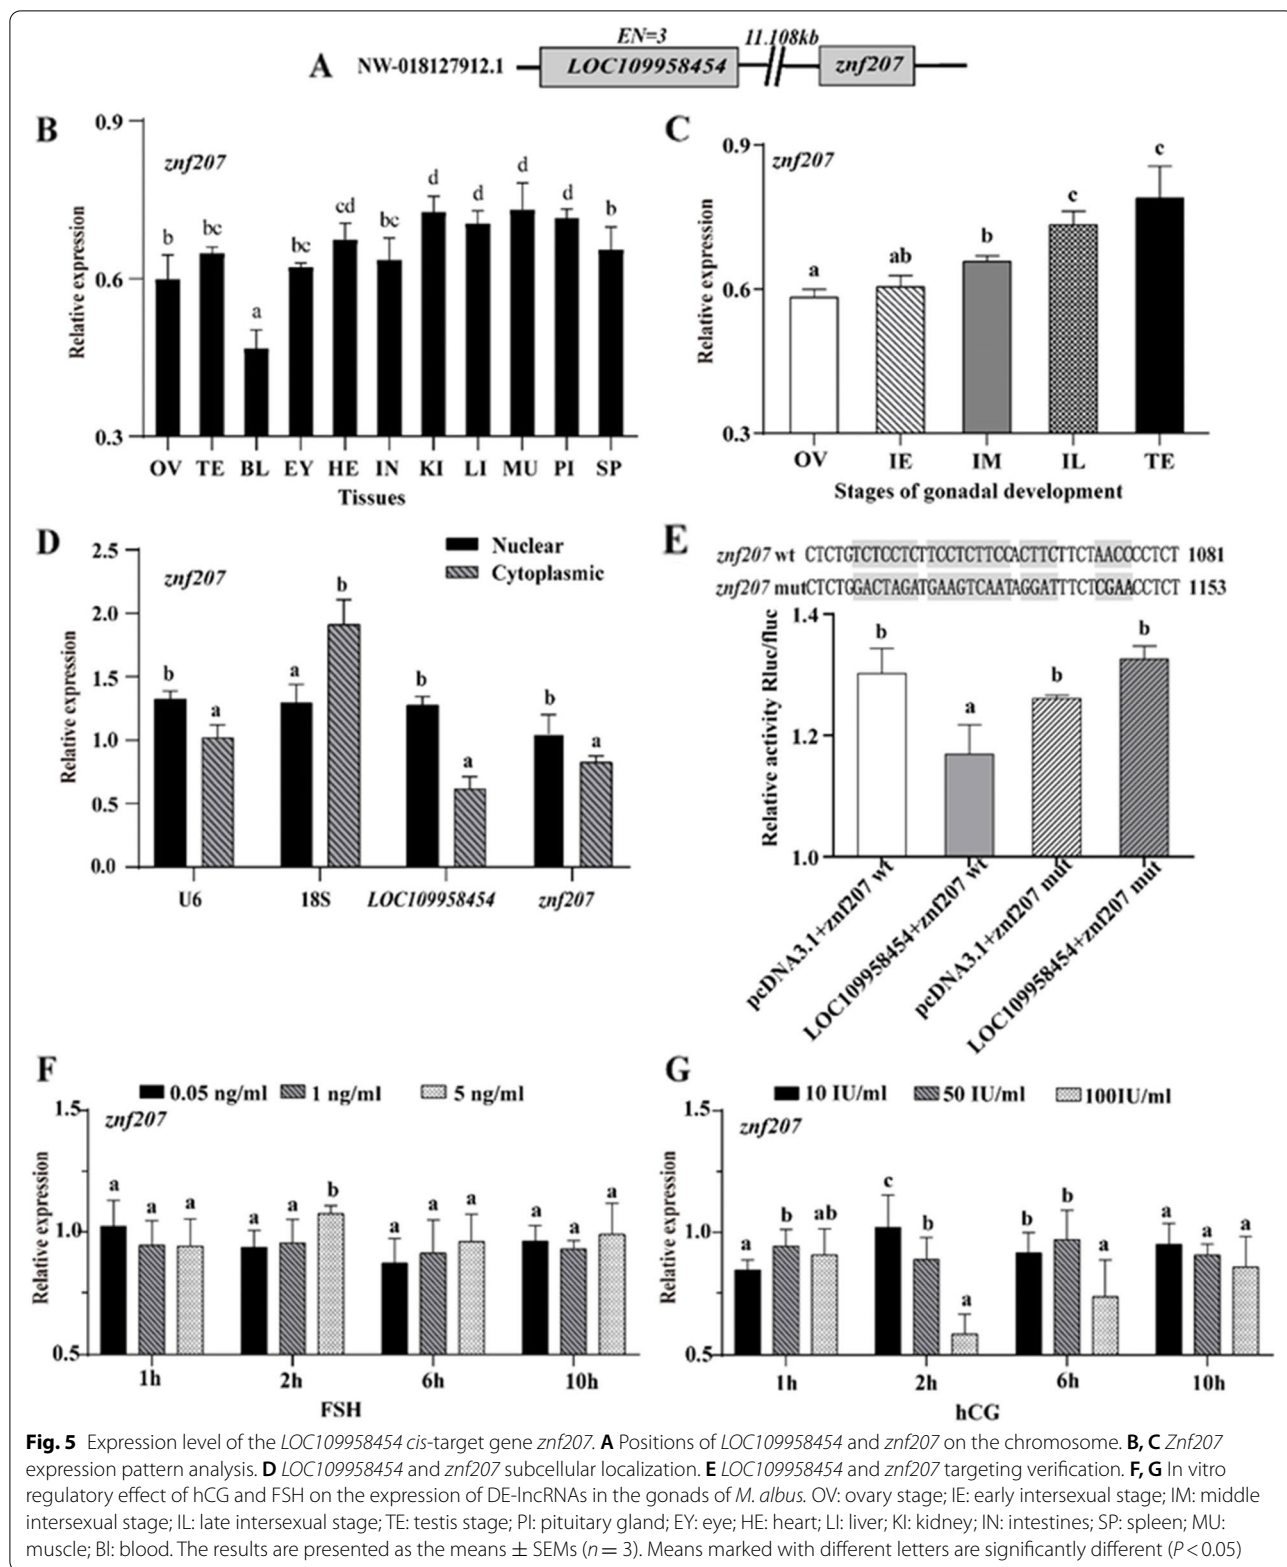 A
NW-018127912.1
EN=3
LOC109958454
11.108kb
znf207
B
znf207
0.9
0.6
0.3
Relative expression
b bc a bc cd bc d d d d b
OV TE BL EY HE IN KI LI MU PI SP
Tissues
C
znf207
0.9
0.6
0.3
Relative expression
a ab b c c
OV IE IM IL TE
Stages of gonadal development
D
znf207
Nuclear
Cytoplasmic
2.5
2.0
1.5
1.0
0.5
0.0
Relative expression
b a a b b a b a
U6 18S LOC109958454 znf207
E
znf207 wt CTCTGTCTCCTCTTCCTCTTCCACTTCTTCTAACCCCTCT 1081
znf207 mutCTCTGGACTAGATGAAGTCAATAGGATTTCTCGAACCTCT 1153
1.4
1.2
1.0
Relative activity Rluc/fluc
b a b b
pcDNA3.1+znf207 wt
LOC109958454+znf207 wt
pcDNA3.1+znf207 mut
LOC109958454+znf207 mut
F
0.05 ng/ml 1 ng/ml 5 ng/ml
znf207
1.5
1.0
0.5
Relative expression
a a a a a b a a a a a a
1h 2h 6h 10h
FSH
G
10 IU/ml 50 IU/ml 100IU/ml
znf207
1.5
1.0
0.5
Relative expression
a b ab c b a b b a a a a
1h 2h 6h 10h
hCG
Fig. 5 Expression level of the LOC109958454 cis-target gene znf207. A Positions of LOC109958454 and znf207 on the chromosome. B, C Znf207
expression pattern analysis. D LOC109958454 and znf207 subcellular localization. E LOC109958454 and znf207 targeting verification. F, G In vitro
regulatory effect of hCG and FSH on the expression of DE-lncRNAs in the gonads of M. albus. OV: ovary stage; IE: early intersexual stage; IM: middle
intersexual stage; IL: late intersexual stage; TE: testis stage; PI: pituitary gland; EY: eye; HE: heart; LI: liver; KI: kidney; IN: intestines; SP: spleen; MU:
muscle; Bl: blood. The results are presented as the means ± SEMs (n = 3). Means marked with different letters are significantly different (P < 0.05)